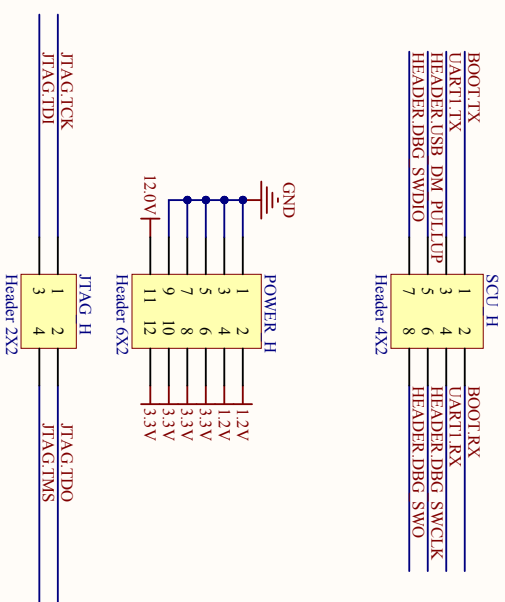 SCU_H
BOOT.TX
UART1.TX
HEADER.USB_DM_PULLUP
HEADER.DBG_SWDIO
1 2
3 4
5 6
7 8
BOOT.RX
UART1.RX
HEADER.DBG_SWCLK
HEADER.DBG_SWO
Header 4X2
GND
POWER_H
12.0V
1 2
3 4
5 6
7 8
9 10
11 12
1.2V
1.2V
3.3V
3.3V
3.3V
3.3V
Header 6X2
JTAG_H
JTAG.TCK
JTAG.TDI
1 2
3 4
JTAG.TDO
JTAG.TMS
Header 2X2